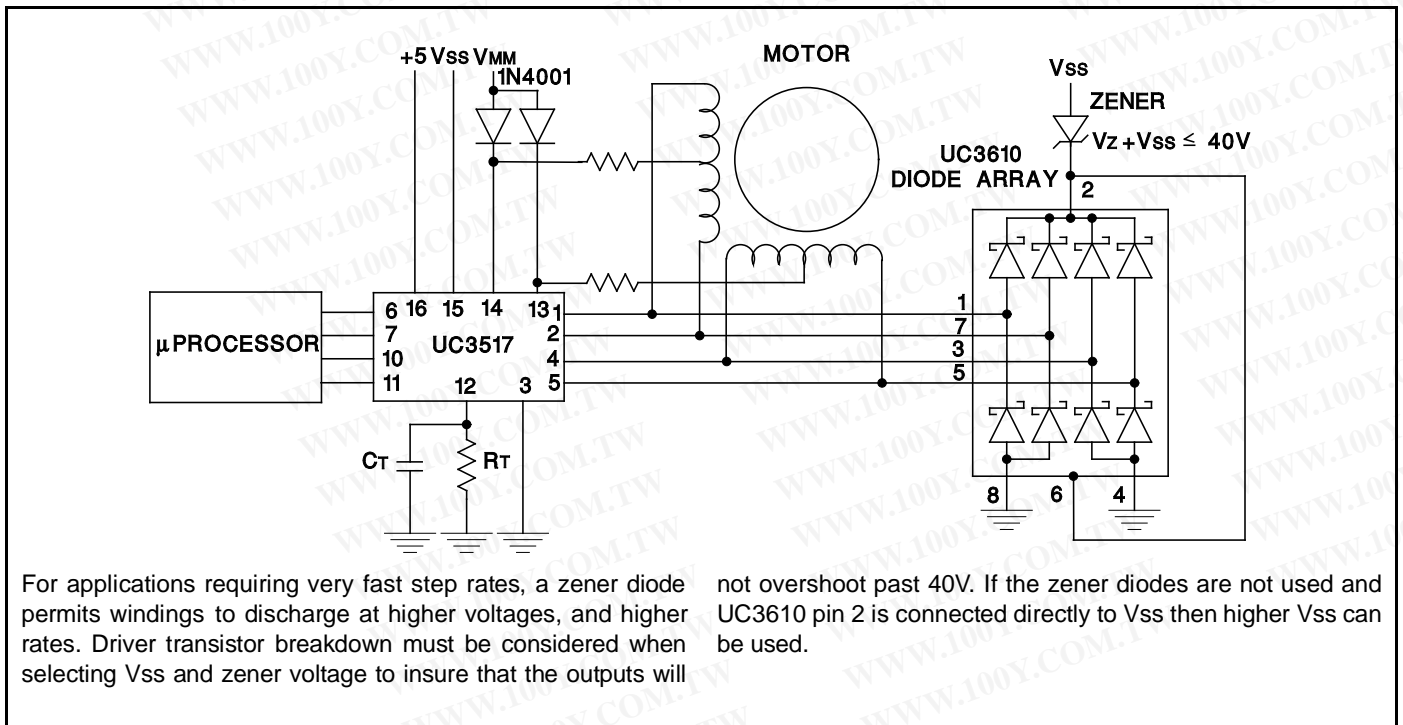 +5 Vss VMM
1N4001
MOTOR
Vss
ZENER
Vz +Vss ≤ 40V
UC3610
DIODE ARRAY
2
μ PROCESSOR
6
7
10
11
16 15 14 13
UC3517
1
2
4
5
12 3
CT
RT
1
7
3
5
8 6 4
For applications requiring very fast step rates, a zener diode
permits windings to discharge at higher voltages, and higher
rates. Driver transistor breakdown must be considered when
selecting Vss and zener voltage to insure that the outputs will
not overshoot past 40V. If the zener diodes are not used and
UC3610 pin 2 is connected directly to Vss then higher Vss can
be used.
WWW.100Y.COM.TW